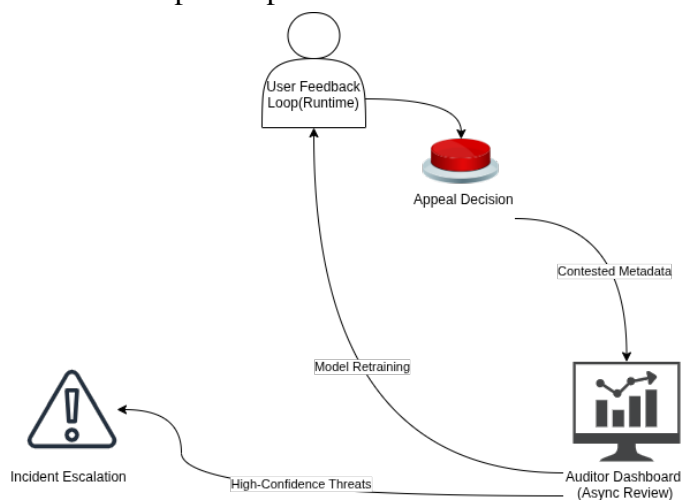 User Feedback
Loop(Runtime)
Appeal Decision
Contested Metadata
Model Retraining
Incident Escalation
High-Confidence Threats
Auditor Dashboard
(Async Review)